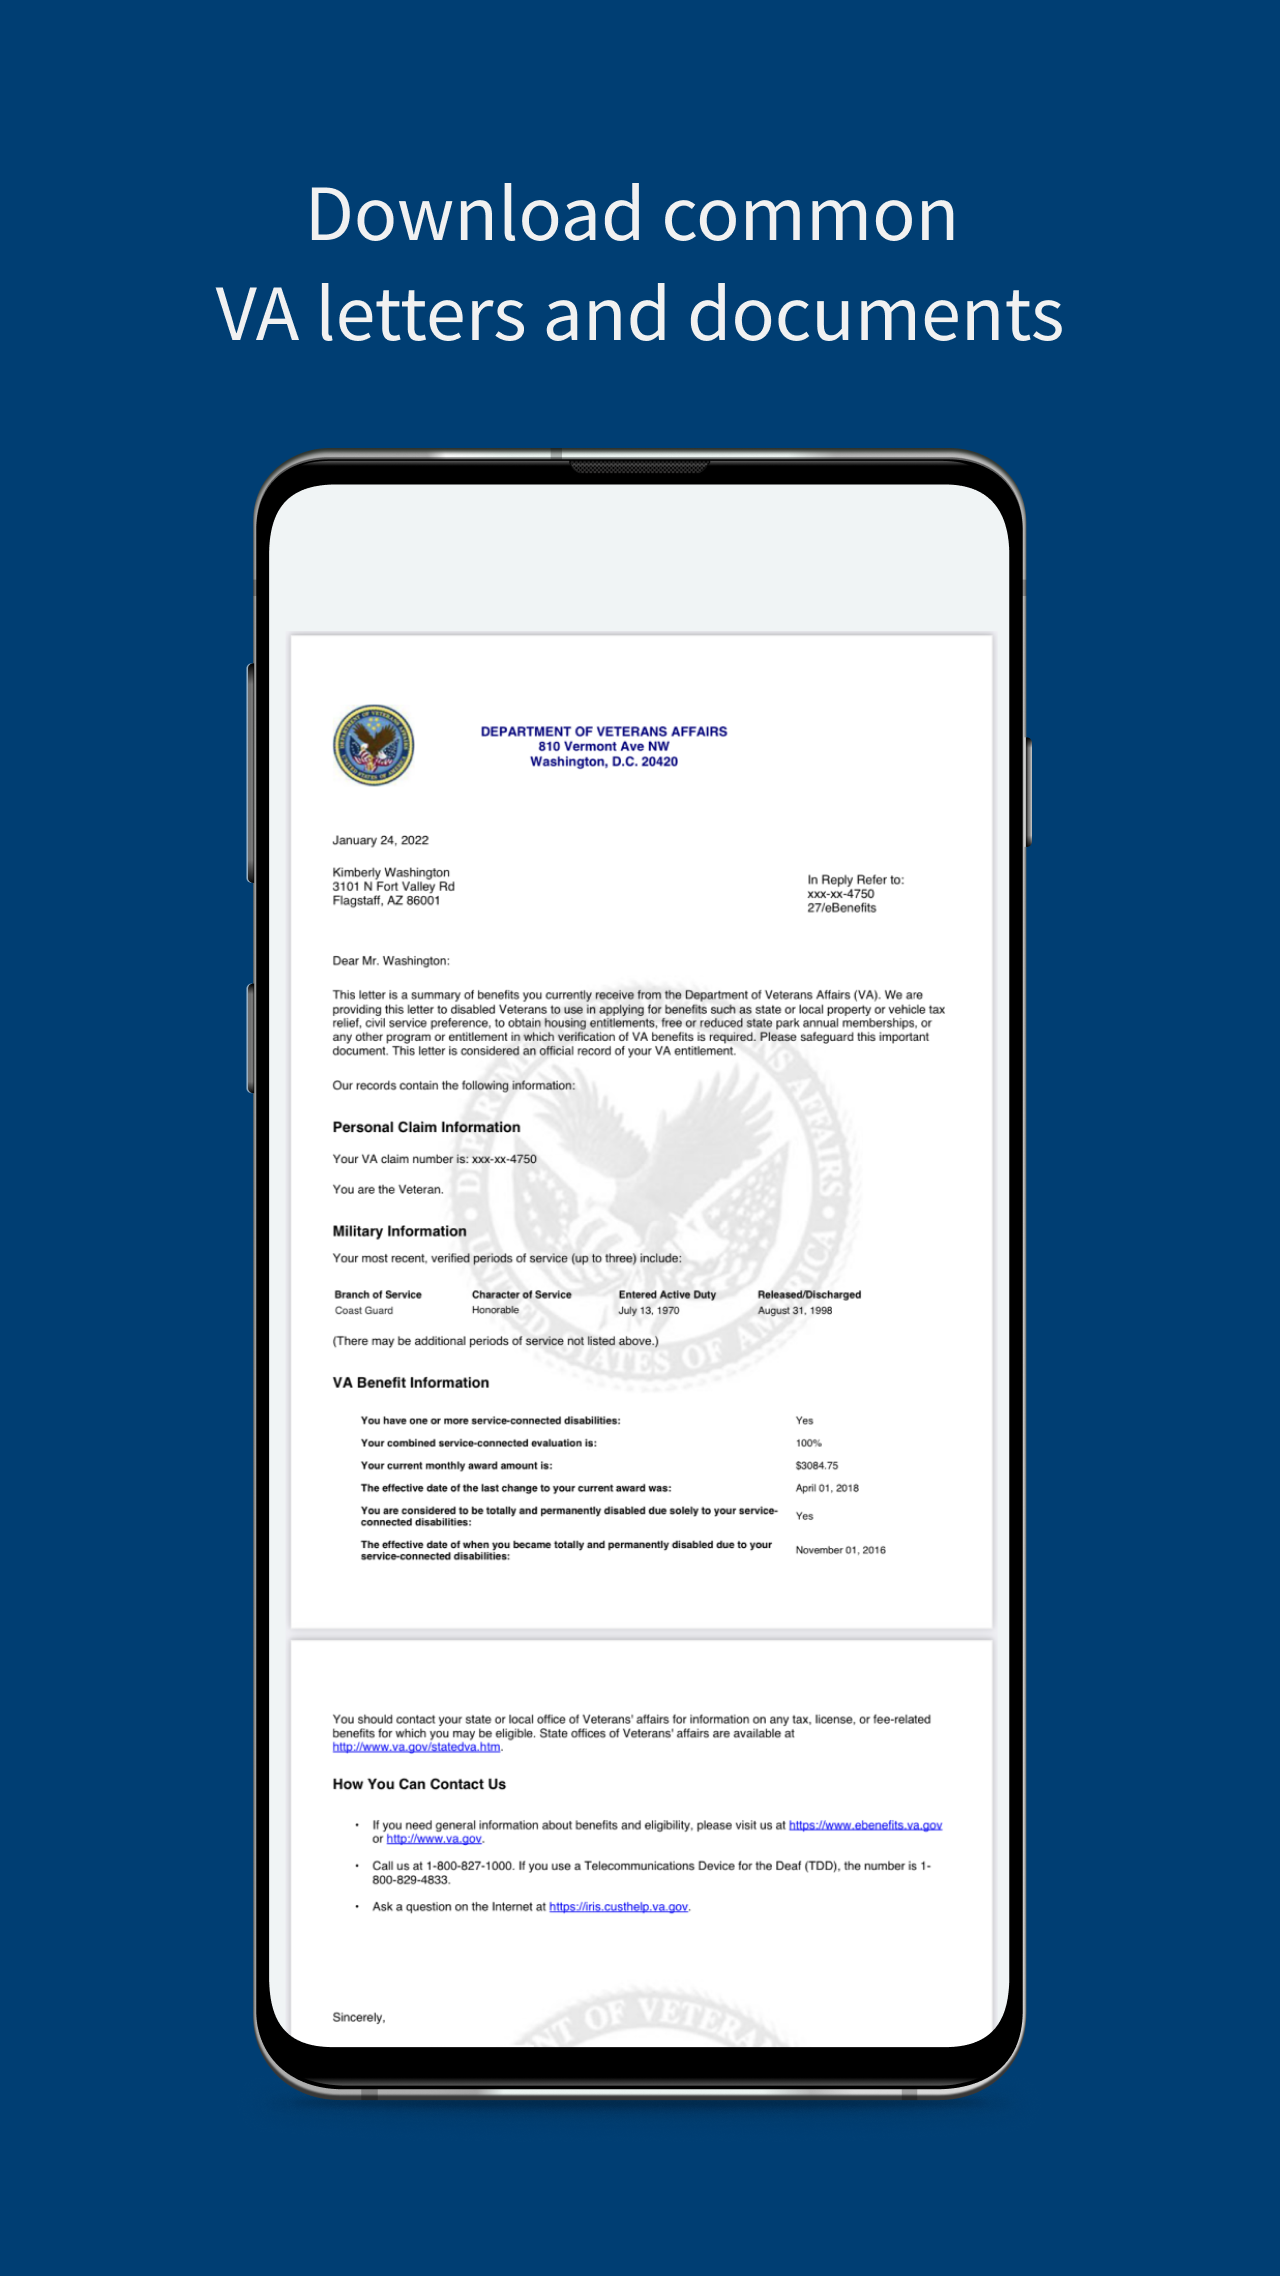 Download common
VA letters and documents
DEPARTMENT OF VETERANS AFFAIRS
810 Vermont Ave NW
Washington, D.C. 20420
January 24, 2022
Kimberly Washington
3101 N Fort Valley Rd
Flagstaff, AZ 86001
In Reply Refer to:
xxx-xx-4750
27/eBenefits
Dear Mr. Washington:
This letter is a summary of benefits you currently receive from the Department of Veterans Affairs (VA). We are
providing this letter to disabled Veterans to use in applying for benefits such as state or local property or vehicle tax
relief, civil service preference, to obtain housing entitlements, free or reduced state park annual memberships, or
any other program or entitlement in which verification of VA benefits is required. Please safeguard this important
document. This letter is considered an official record of your VA entitlement.
Our records contain the following information:
Personal Claim Information
Your VA claim number is: xxx-xx-4750
You are the Veteran.
Military Information
Your most recent, verified periods of service (up to three) include:
Branch of Service Character of Service Entered Active Duty Released/Discharged
Coast Guard Honorable July 13, 1970 August 31, 1998
(There may be additional periods of service not listed above.)
VA Benefit Information
You have one or more service-connected disabilities: Yes
Your combined service-connected evaluation is: 100%
Your current monthly award amount is: $3084.75
The effective date of the last change to your current award was: April 01, 2018
You are considered to be totally and permanently disabled due solely to your service-
connected disabilities: Yes
The effective date of when you became totally and permanently disabled due to your
service-connected disabilities: November 01, 2016
You should contact your state or local office of Veterans' affairs for information on any tax, license, or fee-related
benefits for which you may be eligible. State offices of Veterans' affairs are available at
http://www.va.gov/statedva.htm.
How You Can Contact Us
• If you need general information about benefits and eligibility, please visit us at https://www.ebenefits.va.gov
or http://www.va.gov.
• Call us at 1-800-827-1000. If you use a Telecommunications Device for the Deaf (TDD), the number is 1-
800-829-4833.
• Ask a question on the Internet at https://iris.custhelp.va.gov.
Sincerely,